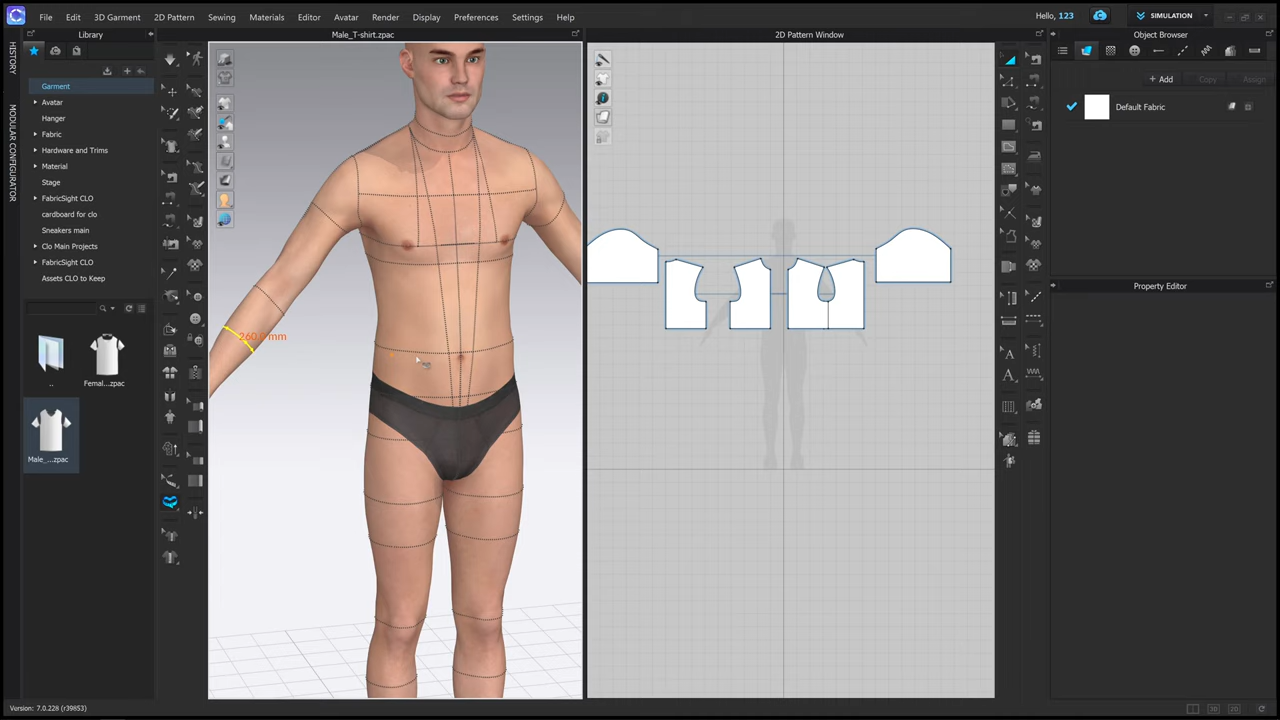 File Edit 3D Garment 2D Pattern Sewing Materials Editor Avatar Render Display Preferences Settings Help
Hello, 123
SIMULATION
Library
Male_T-shirt.zpac
2D Pattern Window
Object Browser
HISTORY
MODULAR CONFIGURATOR
Garment
Avatar
Hanger
Fabric
Hardware and Trims
Material
Stage
FabricSight CLO
cardboard for clo
Sneakers main
Clo Main Projects
FabricSight CLO
Assets CLO to Keep
..
Femal...zpac
Male_...zpac
+ Add
Copy
Assign
Default Fabric
Property Editor
Version: 7.0.228 (r39853)
3D
2D